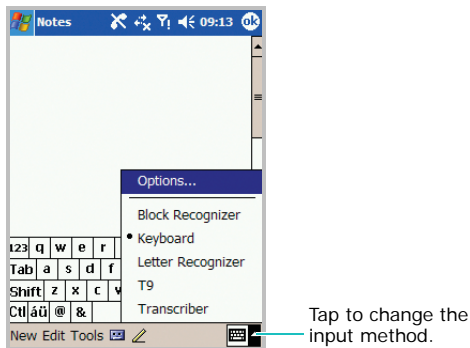 Notes 09:13 ok
Options...
Block Recognizer
Keyboard
Letter Recognizer
T9
Transcriber
123 q w e r
Tab a s d f
Shift z x c v
Ctl áü @ &
New Edit Tools
Tap to change the
input method.